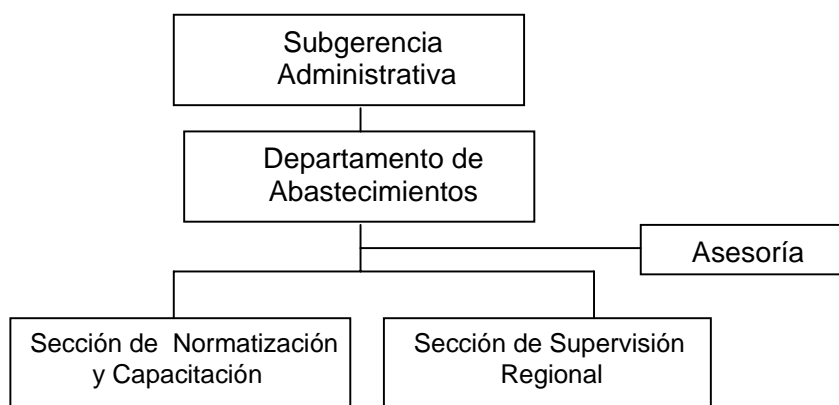 Subgerencia
Administrativa
Departamento de
Abastecimientos
Asesoría
Sección de Normatización
y Capacitación
Sección de Supervisión
Regional